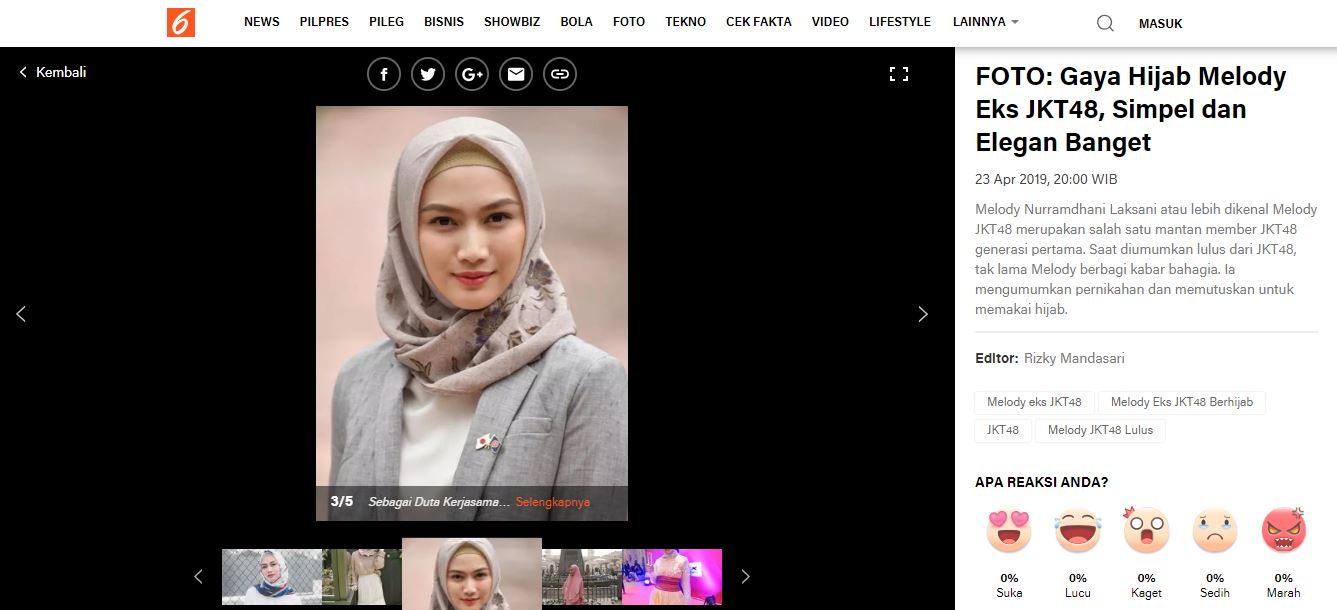 6
NEWS PILPRES PILEG BISNIS SHOWBIZ BOLA FOTO TEKNO CEK FAKTA VIDEO LIFESTYLE LAINNYA MASUK
Kembali
3/5 Sebagai Duta Kerjasama... Selengkapnya
FOTO: Gaya Hijab Melody
Eks JKT48, Simpel dan
Elegan Banget
23 Apr 2019, 20:00 WIB
Melody Nurramdhani Laksani atau lebih dikenal Melody
JKT48 merupakan salah satu mantan member JKT48
generasi pertama. Saat diumumkan lulus dari JKT48,
tak lama Melody berbagi kabar bahagia. Ia
mengumumkan pernikahan dan memutuskan untuk
memakai hijab.
Editor: Rizky Mandasari
Melody eks JKT48 Melody Eks JKT48 Berhijab
JKT48 Melody JKT48 Lulus
APA REAKSI ANDA?
0% 0% 0% 0% 0%
Suka Lucu Kaget Sedih Marah